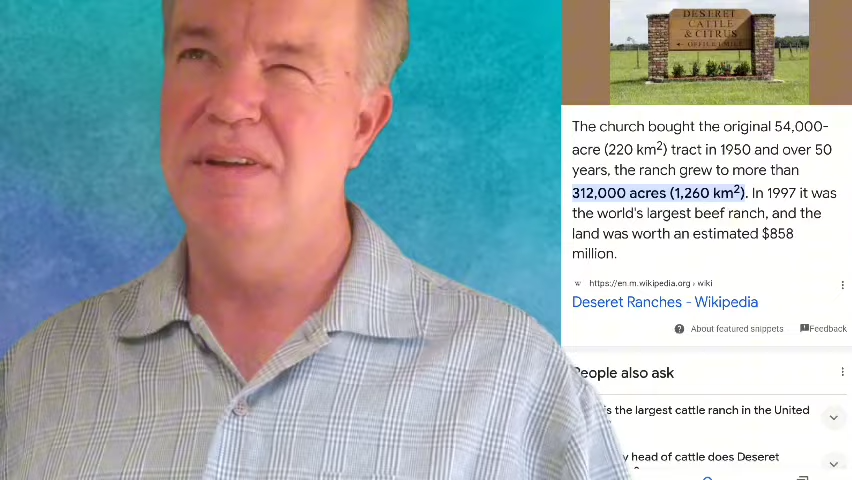 DESERET
CATTLE
& CITRUS
The church bought the original 54,000-
acre (220 km²) tract in 1950 and over 50
years, the ranch grew to more than
312,000 acres (1,260 km²). In 1997 it was
the world's largest beef ranch, and the
land was worth an estimated $858
million.
W https://en.m.wikipedia.org › wiki
Deseret Ranches - Wikipedia
About featured snippets Feedback
People also ask
is the largest cattle ranch in the United
head of cattle does Deseret